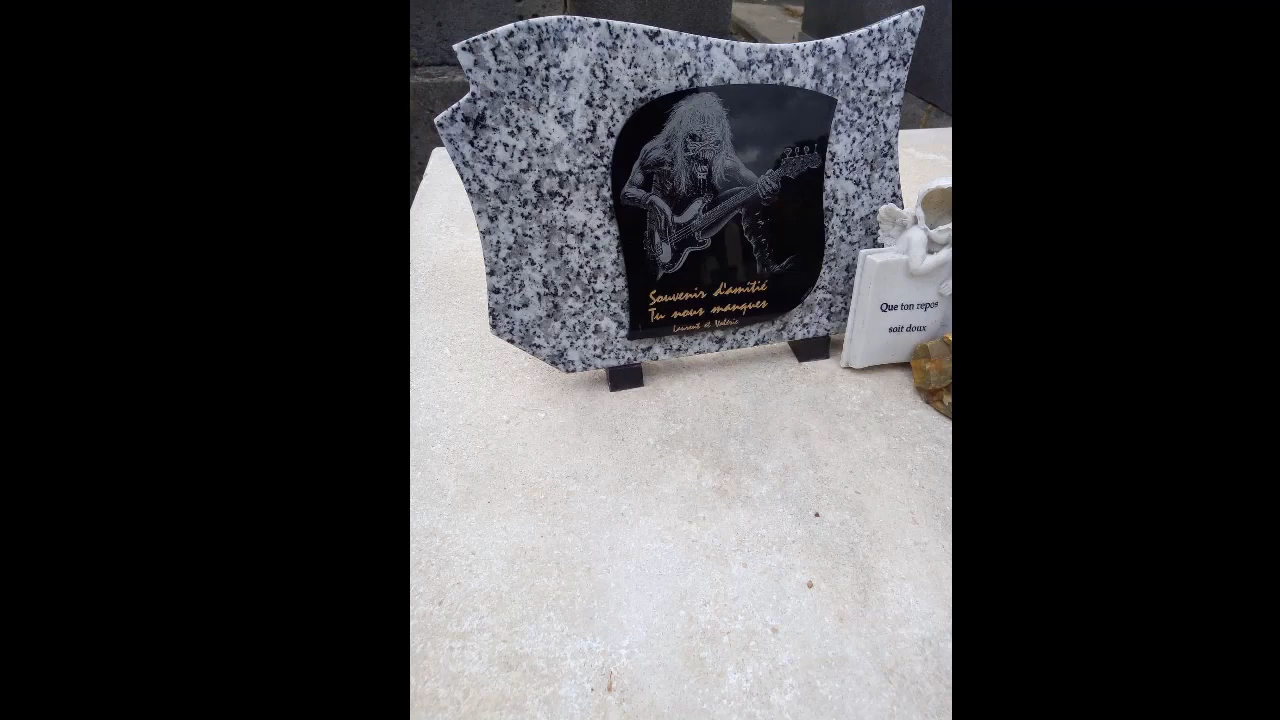 Souvenir d'amitié
Tu nous manques
Laurent et Valérie
Que ton repos
soit doux